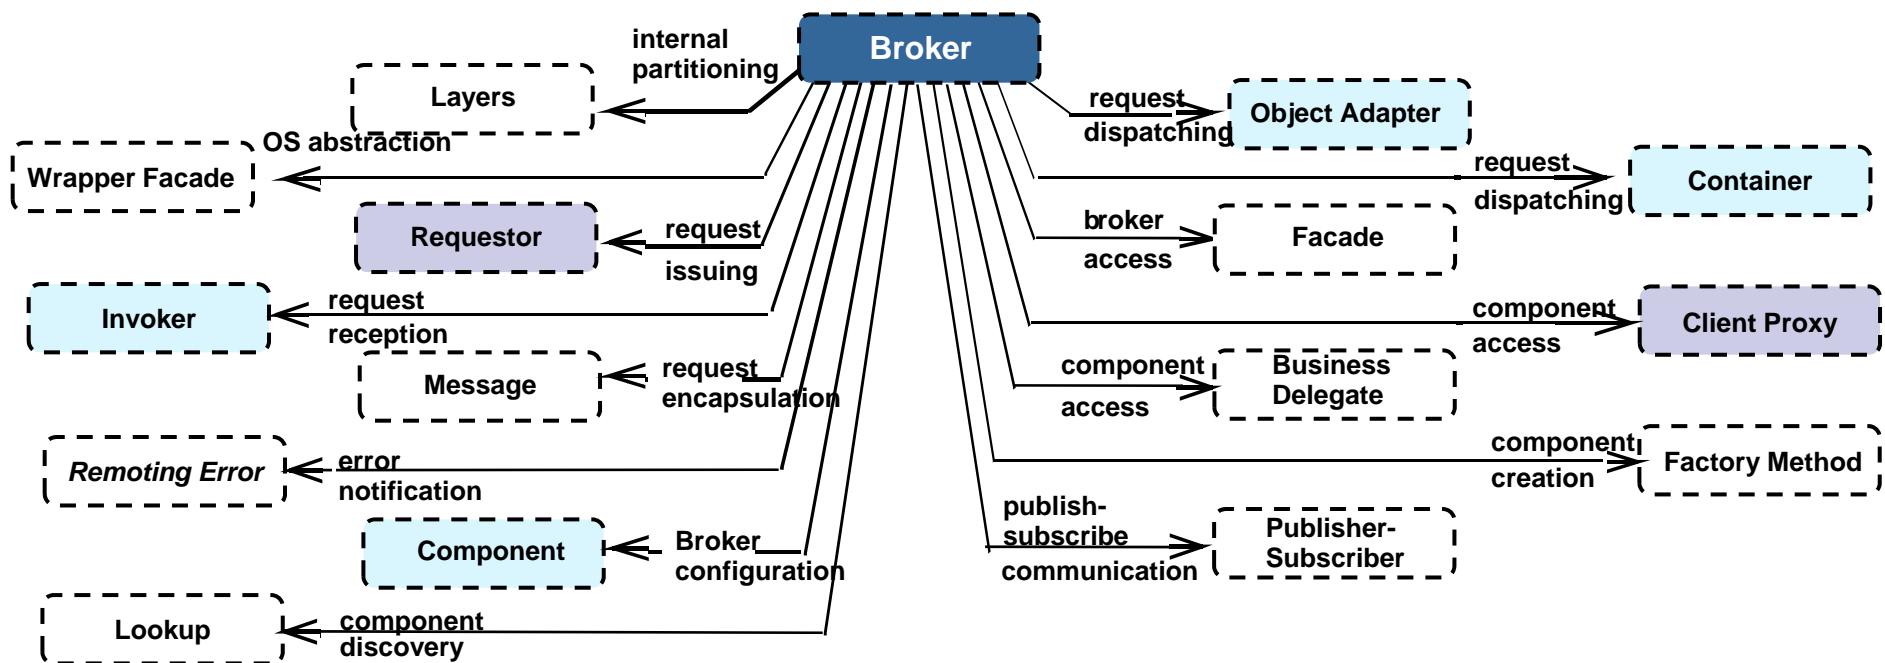 Broker
internal
partitioning
Layers
request
dispatching
Object Adapter
OS abstraction
Wrapper Facade
request
dispatching
Container
Requestor
request
issuing
broker
access
Facade
Invoker
request
reception
component
access
Client Proxy
Message
request
encapsulation
component
access
Business
Delegate
Remoting Error
error
notification
component
creation
Factory Method
Component
Broker
configuration
publish-
subscribe
communication
Publisher-
Subscriber
Lookup
component
discovery